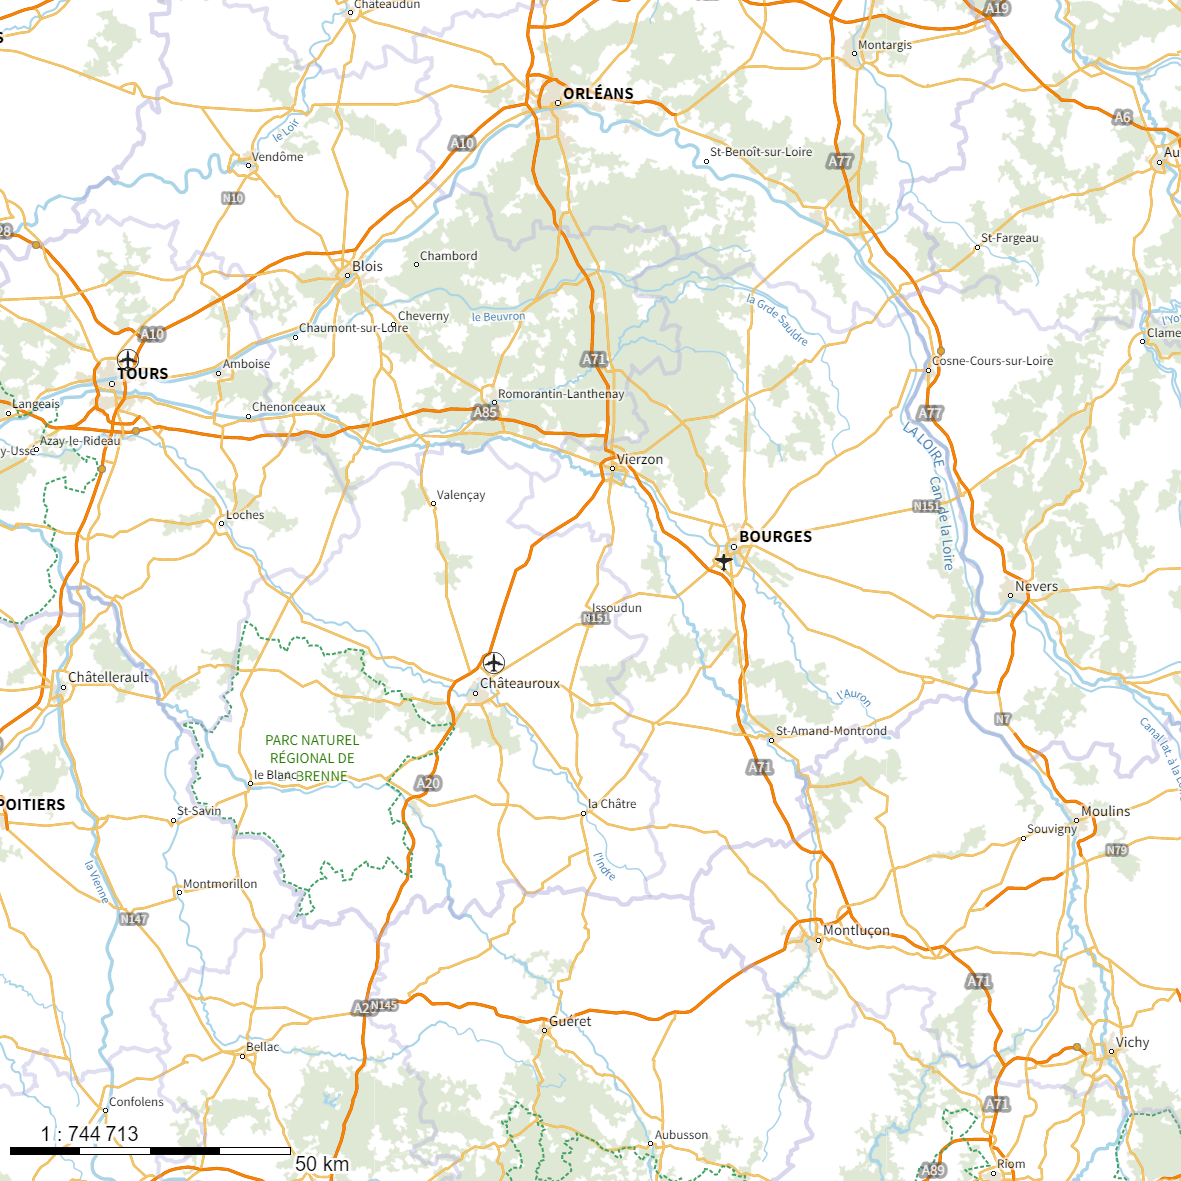 Châteaudun
A19
Montargis
ORLÉANS
A6
le Loir
A10
Vendôme
St-Benoît-sur-Loire
A77
Au
N10
28
St-Fargeau
Chambord
Blois
la Grde Sauldre
Cheverny
le Beuvron
Chaumont-sur-Loire
A10
Clame
A71
Cosne-Cours-sur-Loire
Amboise
TOURS
Romorantin-Lanthenay
Langeais
Chenonceaux
A85
A77
Azay-le-Rideau
y-Ussé
LA LOIRE
Vierzon
Valençay
N151
Canal de la Loire
Loches
BOURGES
Nevers
Issoudun
N151
Châtellerault
Châteauroux
l'Auron
N7
PARC NATUREL
RÉGIONAL DE
BRENNE
St-Amand-Montrond
Canal lat. à la Loire
le Blanc
A20
A71
POITIERS
St-Savin
la Châtre
Moulins
Souvigny
N79
la Vienne
l'Indre
Montmorillon
N147
Montluçon
A71
A20
N145
Guéret
Bellac
Vichy
Confolens
A71
1 : 744 713
Aubusson
50 km
A89
Riom